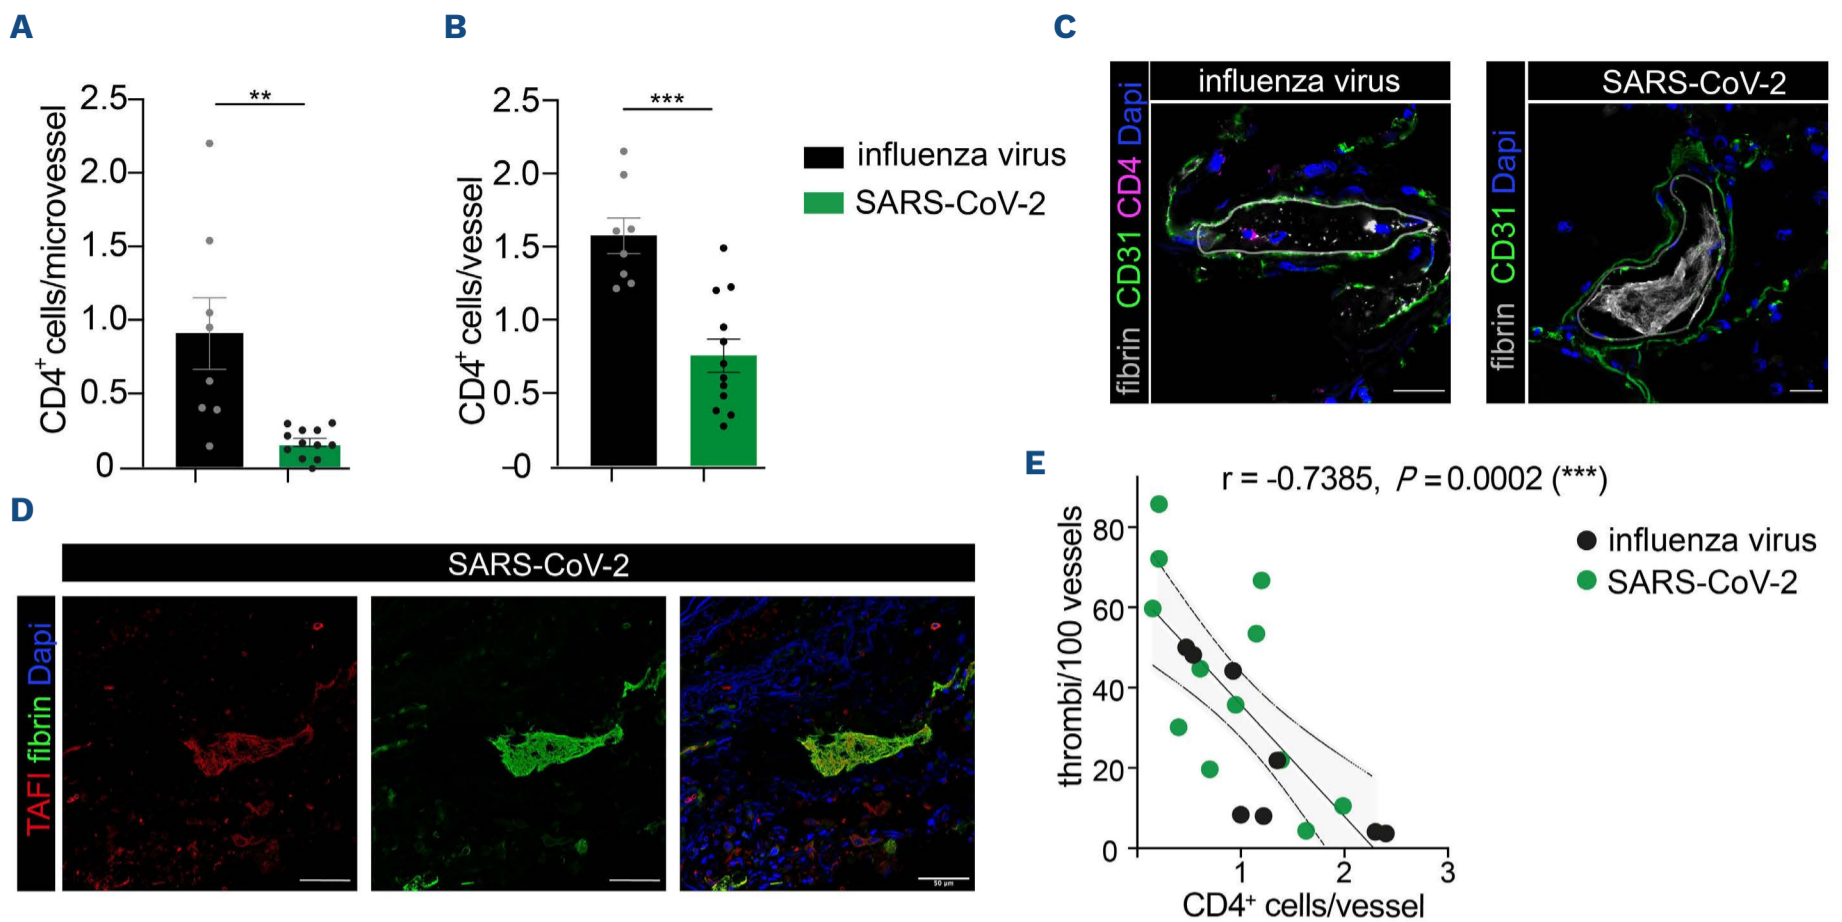 A
2.5
2.0
1.5
1.0
0.5
0
CD4+ cells/microvessel
**
B
2.5
2.0
1.5
1.0
0.5
0
CD4+ cells/vessel
***
influenza virus
SARS-CoV-2
C
influenza virus
fibrin CD31 CD4 Dapi
SARS-CoV-2
fibrin CD31 Dapi
D
SARS-CoV-2
TAFI fibrin Dapi
50 µm
E
r = -0.7385, P = 0.0002 (***)
80
60
40
20
0
thrombi/100 vessels
1 2 3
CD4+ cells/vessel
influenza virus
SARS-CoV-2